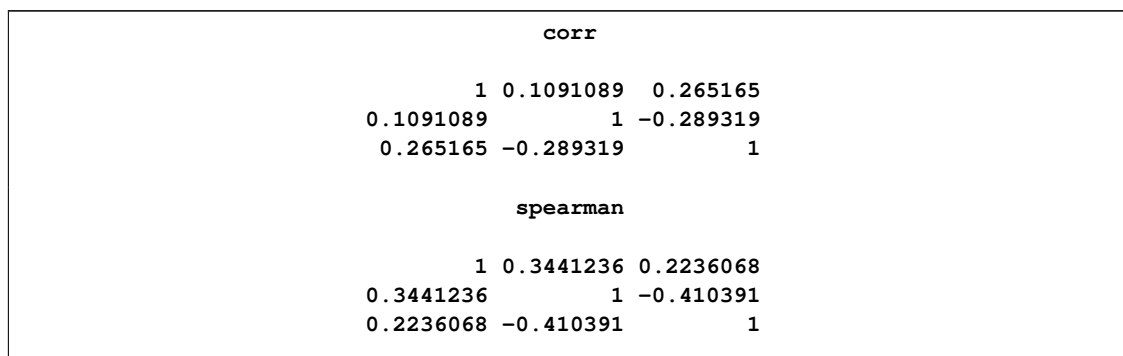 corr
1 0.1091089 0.265165
0.1091089 1 -0.289319
0.265165 -0.289319 1
spearman
1 0.3441236 0.2236068
0.3441236 1 -0.410391
0.2236068 -0.410391 1